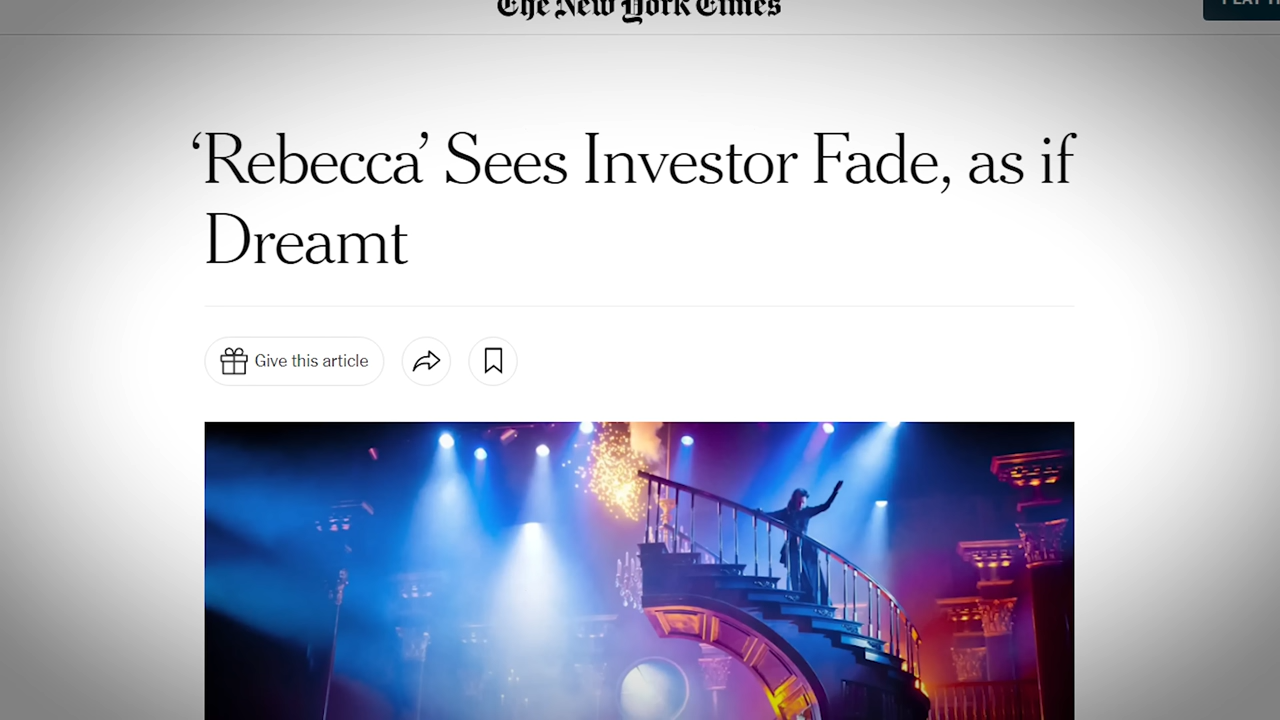 The New York Times
‘Rebecca’ Sees Investor Fade, as if
Dreamt
Give this article